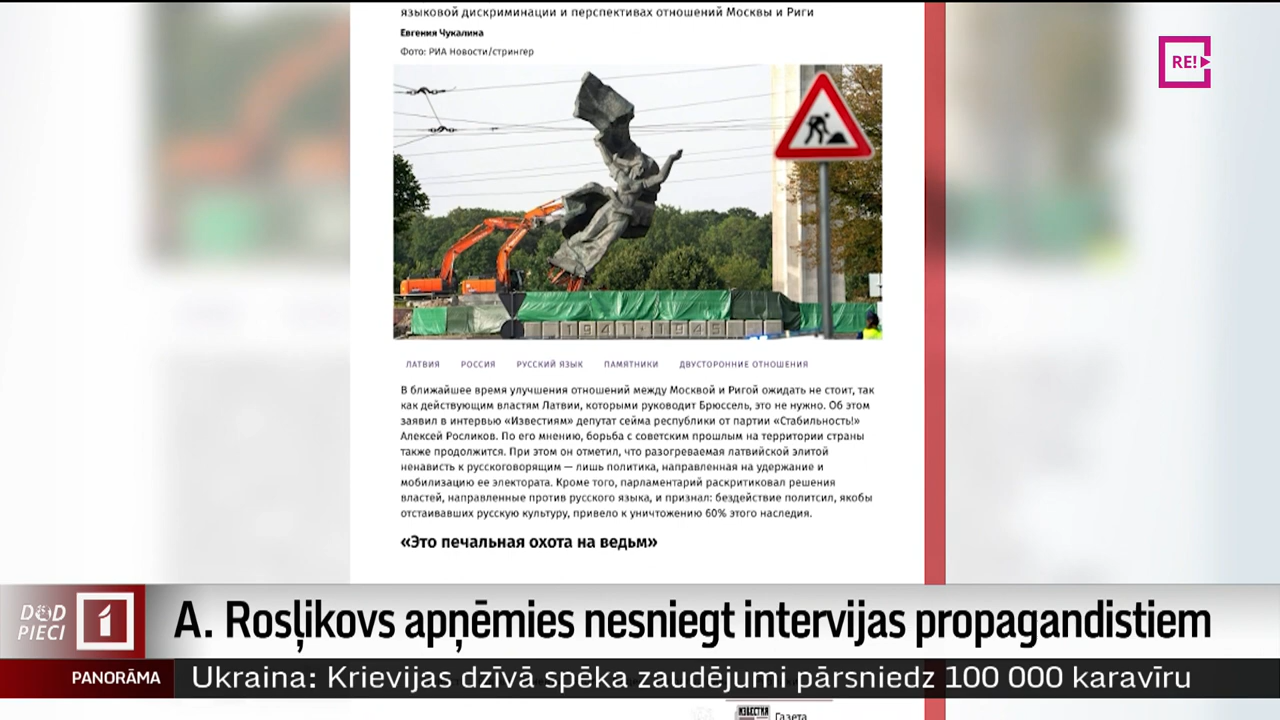 языковой дискриминации и перспективах отношений Москвы и Риги
Евгения Чукалина
Фото: РИА Новости/стрингер
RE!
1941-1945
ЛАТВИЯ РОССИЯ РУССКИЙ ЯЗЫК ПАМЯТНИКИ ДВУСТОРОННИЕ ОТНОШЕНИЯ
В ближайшее время улучшения отношений между Москвой и Ригой ожидать не стоит, так
как действующим властям Латвии, которыми руководит Брюссель, это не нужно. Об этом
заявил в интервью «Известиям» депутат сейма республики от партии «Стабильность!»
Алексей Росликов. По его мнению, борьба с советским прошлым на территории страны
также продолжится. При этом он отметил, что разогреваемая латвийской элитой
ненависть к русскоговорящим — лишь политика, направленная на удержание и
мобилизацию ее электората. Кроме того, парламентарий раскритиковал решения
властей, направленные против русского языка, и признал: бездействие политсил, якобы
отстаивавших русскую культуру, привело к уничтожению 60% этого наследия.
«Это печальная охота на ведьм»
DOD
PIECI
1
A. Rosļikovs apņēmies nesniegt intervijas propagandistiem
PANORĀMA
Ukraina: Krievijas dzīvā spēka zaudējumi pārsniedz 100 000 karavīru
ИЗВЕСТИЯ
Газета